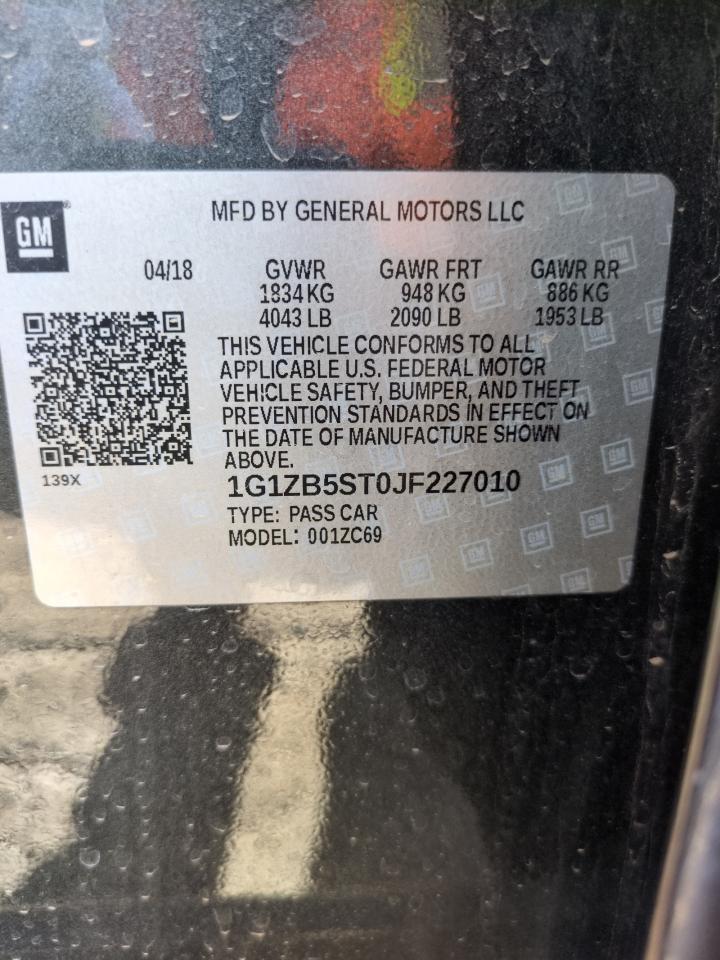 GM
MFD BY GENERAL MOTORS LLC
04/18 GVWR GAWR FRT GAWR RR
1834 KG 948 KG 886 KG
4043 LB 2090 LB 1953 LB
THIS VEHICLE CONFORMS TO ALL
APPLICABLE U.S. FEDERAL MOTOR
VEHICLE SAFETY, BUMPER, AND THEFT
PREVENTION STANDARDS IN EFFECT ON
THE DATE OF MANUFACTURE SHOWN
ABOVE.
139X
1G1ZB5ST0JF227010
TYPE: PASS CAR
MODEL: 001ZC69